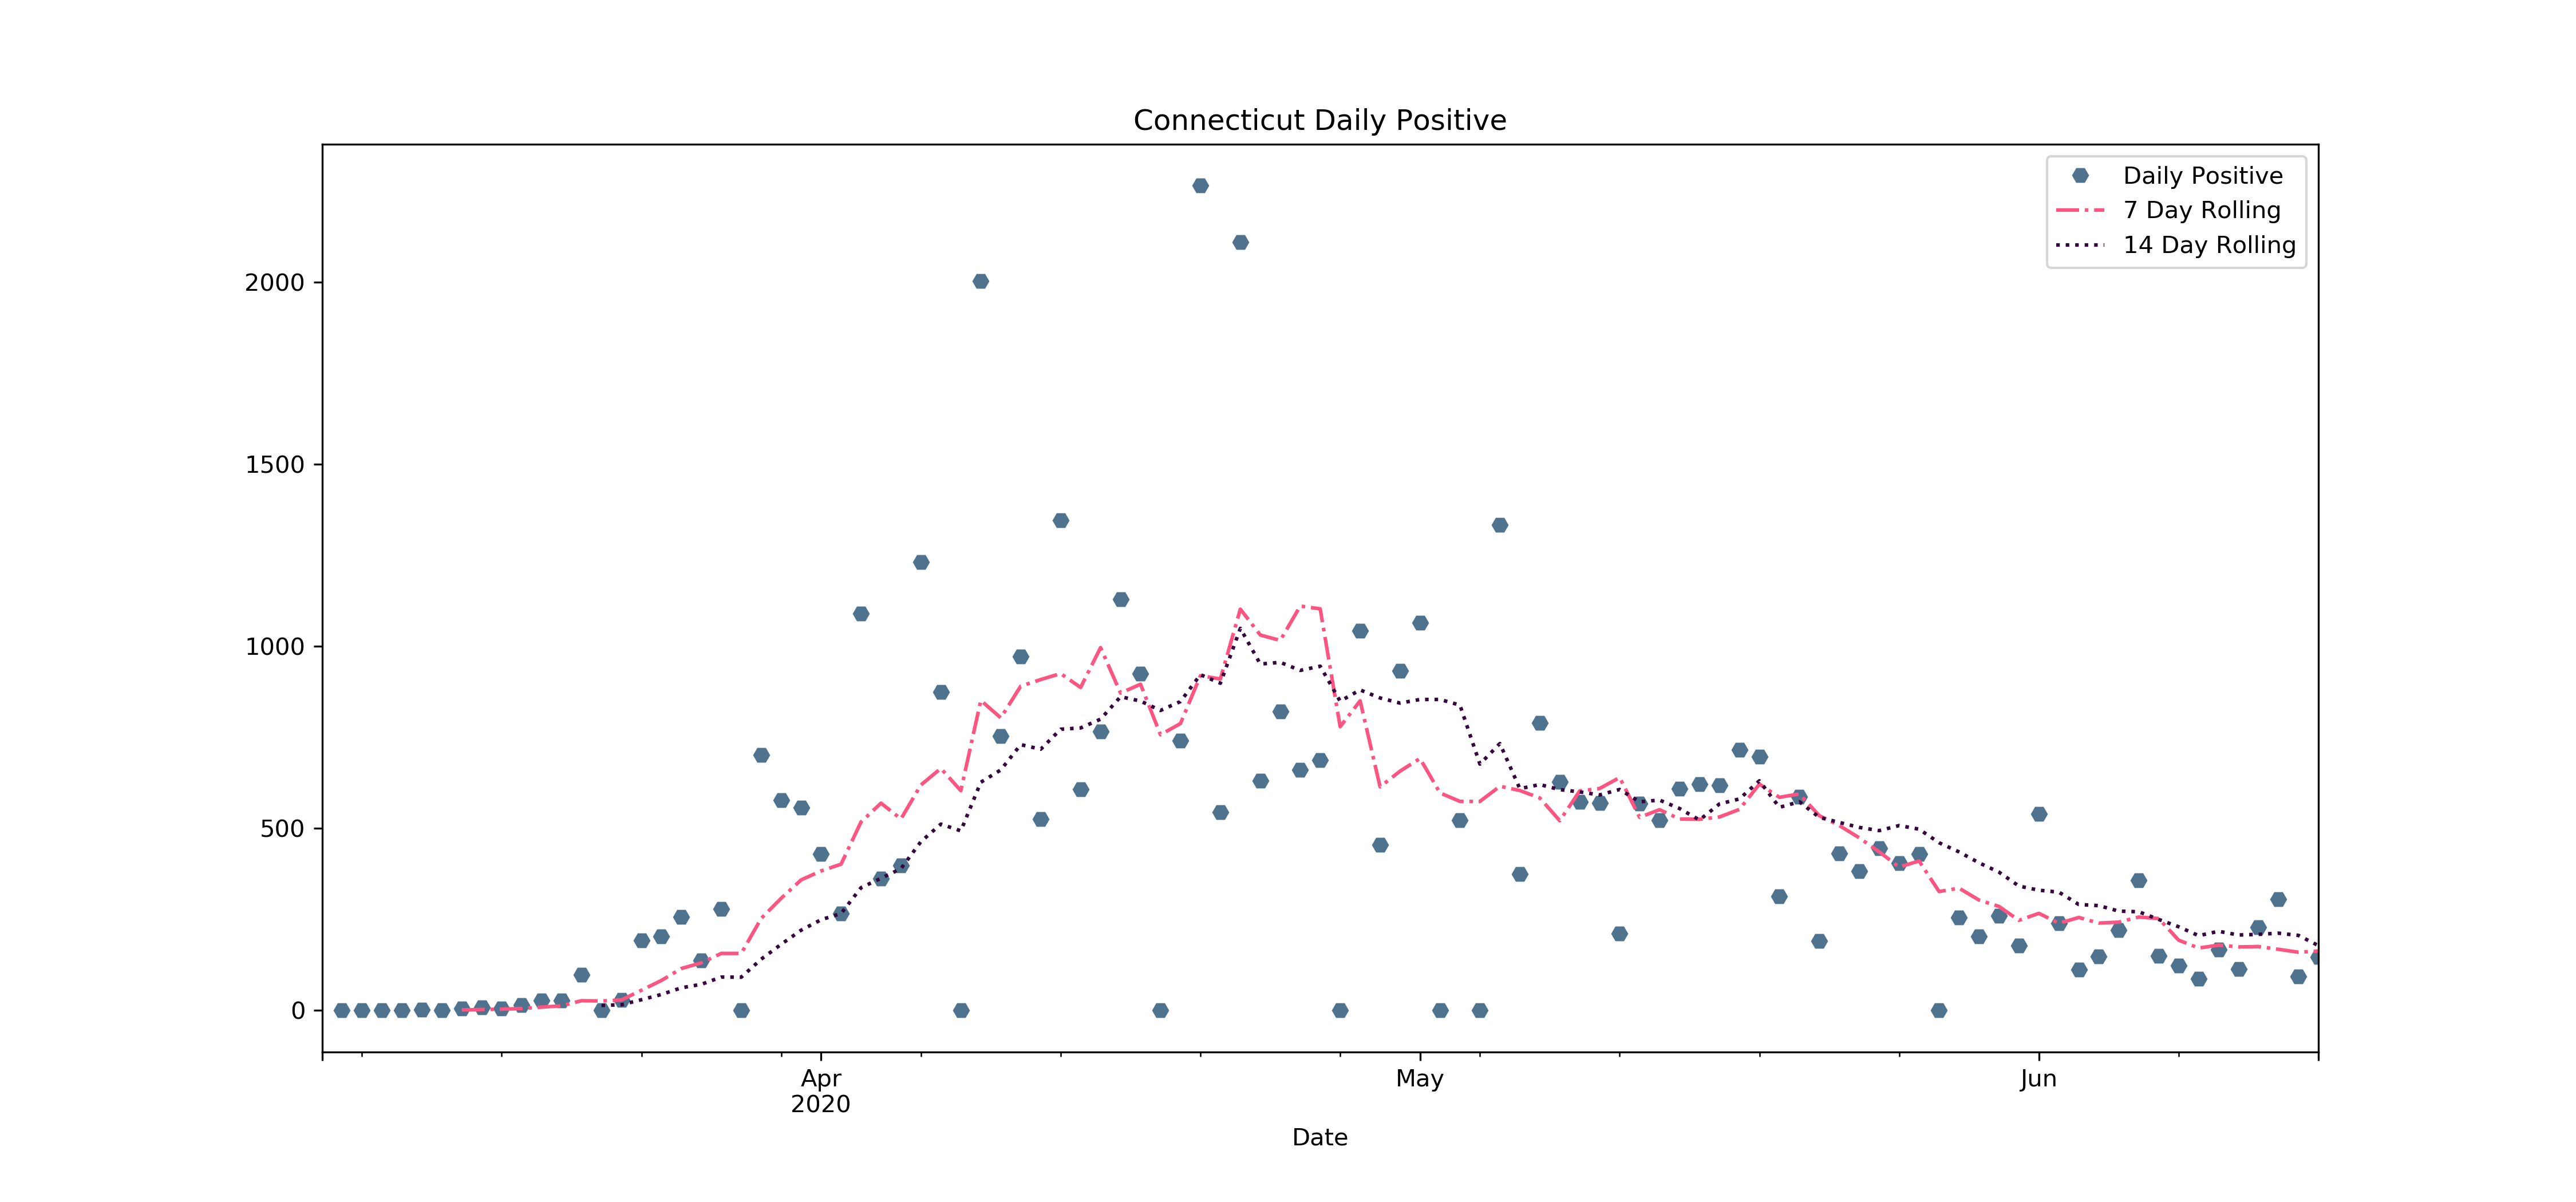 Connecticut Daily Positive
Daily Positive
7 Day Rolling
14 Day Rolling
2000
1500
1000
500
0
Apr
2020
May
Jun
Date